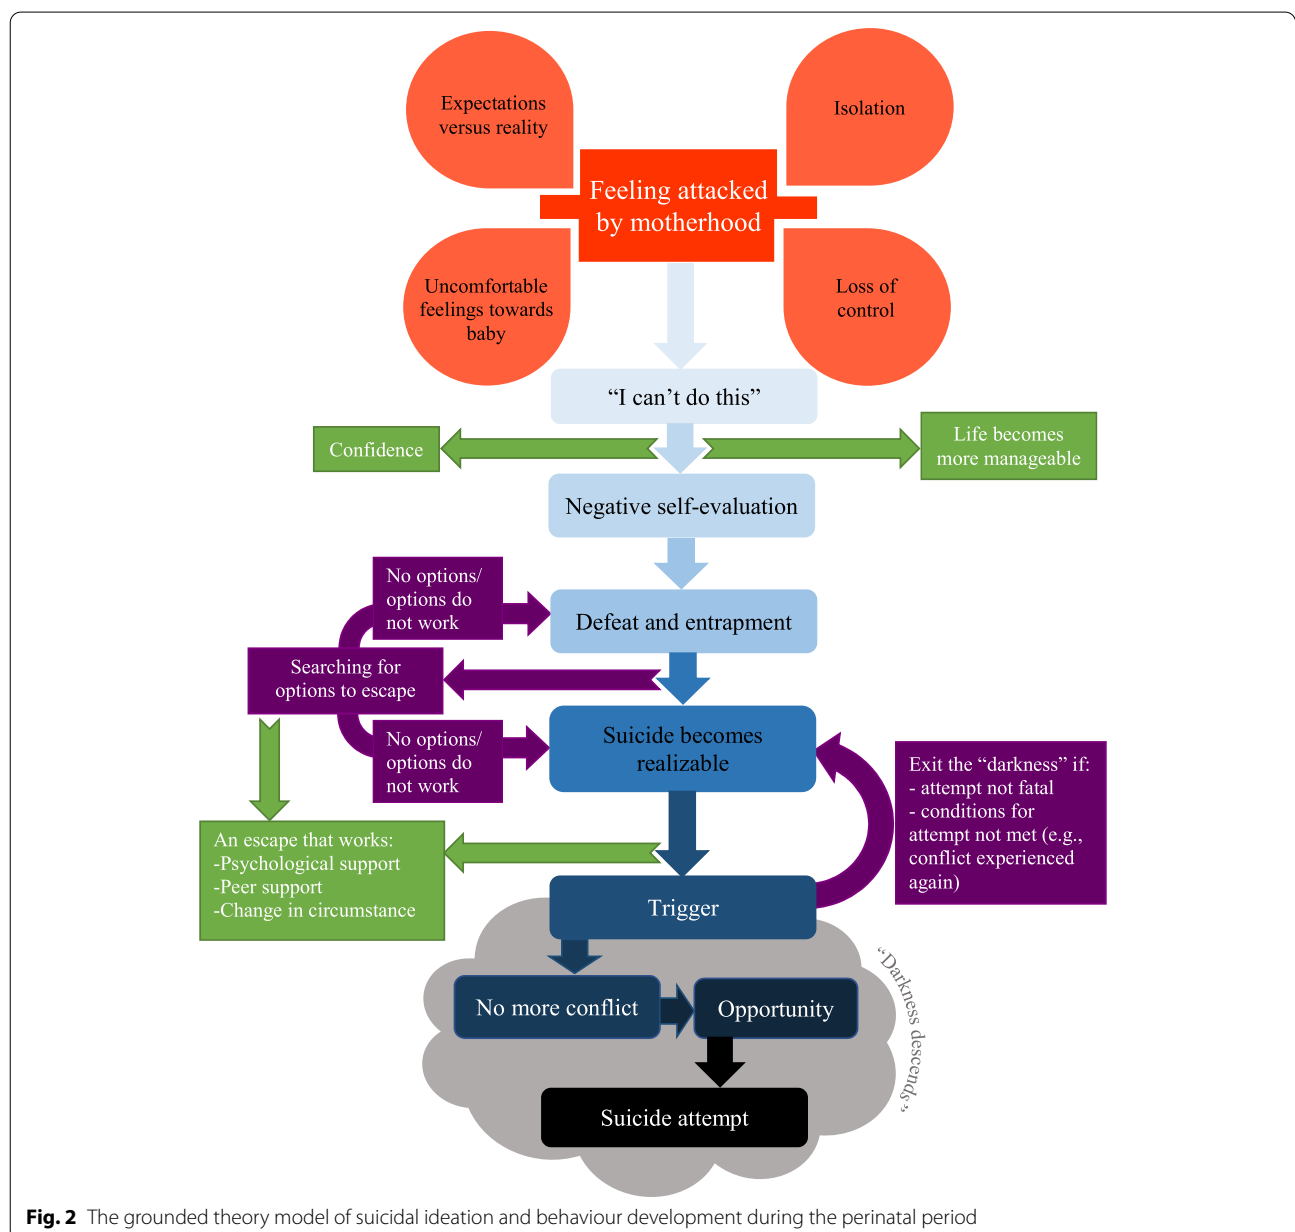 Expectations
versus reality
Isolation
Feeling attacked
by motherhood
Uncomfortable
feelings towards
baby
Loss of
control
“I can’t do this”
Confidence
Life becomes
more manageable
Negative self-evaluation
No options/
options do
not work
Defeat and entrapment
Searching for
options to escape
No options/
options do
not work
Suicide becomes
realizable
Exit the “darkness” if:
- attempt not fatal
- conditions for
attempt not met (e.g.,
conflict experienced
again)
An escape that works:
-Psychological support
-Peer support
-Change in circumstance
Trigger
“Darkness descends”
No more conflict
Opportunity
Suicide attempt
Fig. 2 The grounded theory model of suicidal ideation and behaviour development during the perinatal period